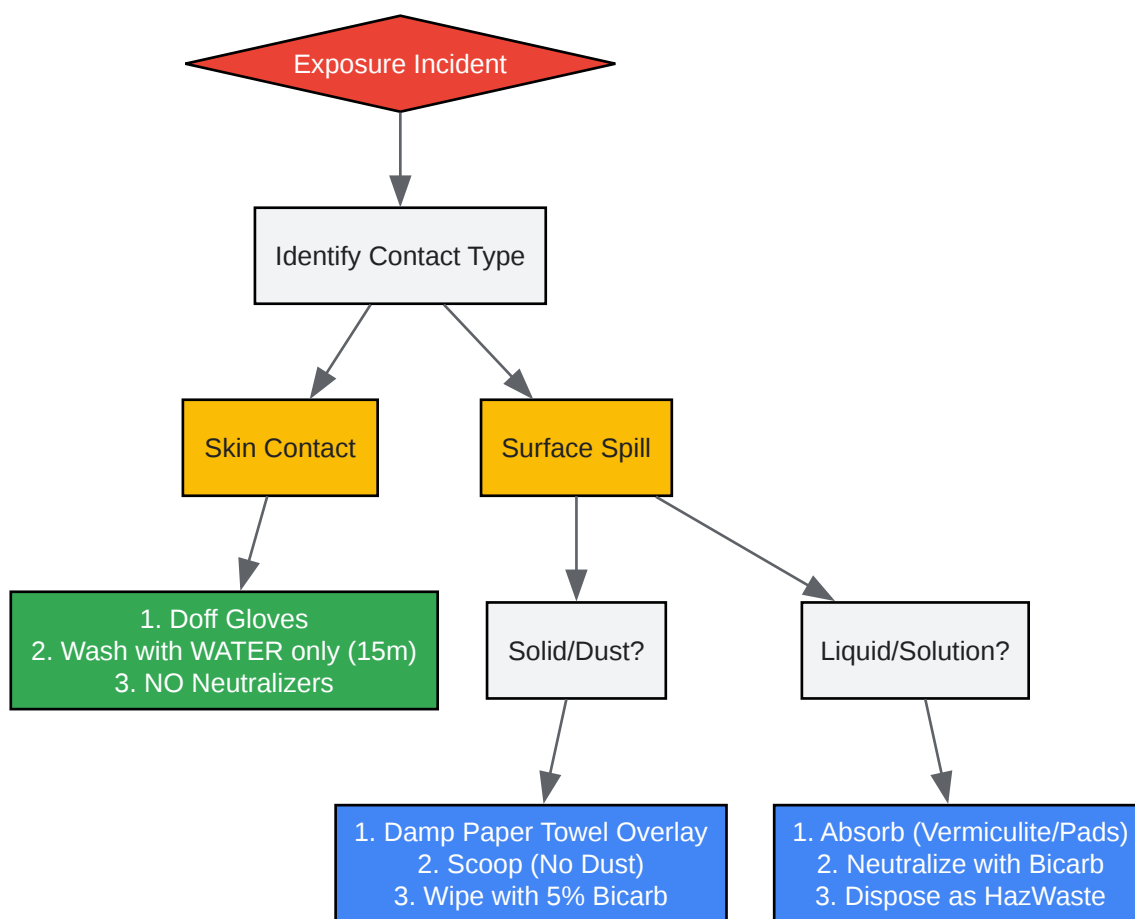 Exposure Incident
Identify Contact Type
Skin Contact
Surface Spill
1. Doff Gloves
2. Wash with WATER only (15m)
3. NO Neutralizers
Solid/Dust?
Liquid/Solution?
1. Damp Paper Towel Overlay
2. Scoop (No Dust)
3. Wipe with 5% Bicarb
1. Absorb (Vermiculite/Pads)
2. Neutralize with Bicarb
3. Dispose as HazWaste